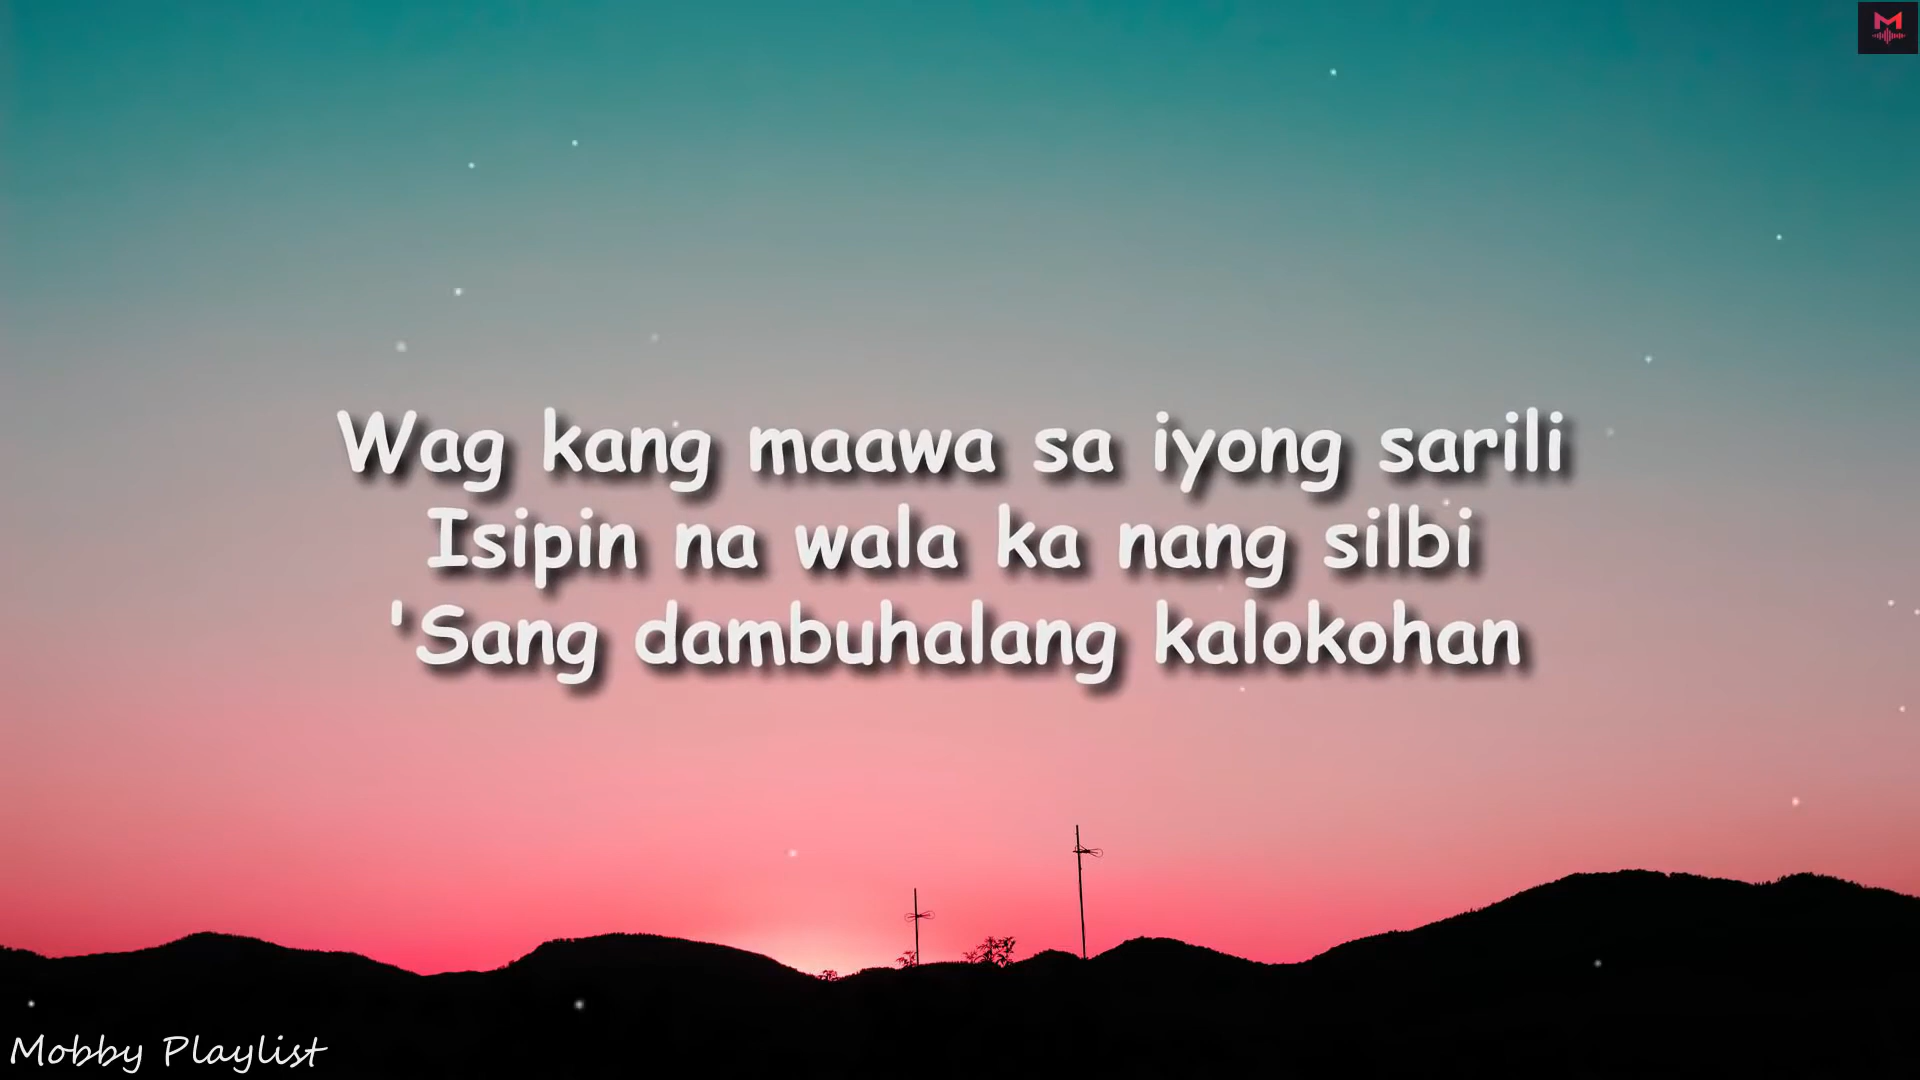 M
Wag kang maawa sa iyong sarili
Isipin na wala ka nang silbi
'Sang dambuhalang kalokohan
Mobby Playlist